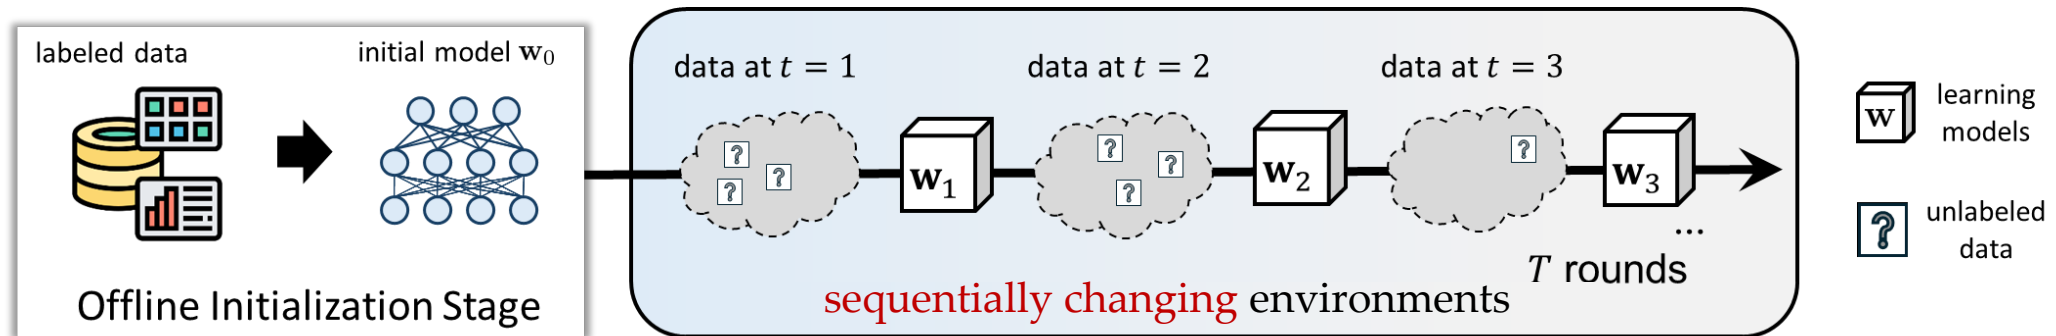 labeled data
initial model w₀
Offline Initialization Stage
data at t = 1
data at t = 2
data at t = 3
?
?
?
w₁
?
?
?
w₂
?
w₃
...
T rounds
sequentially changing environments
w
learning
models
?
unlabeled
data